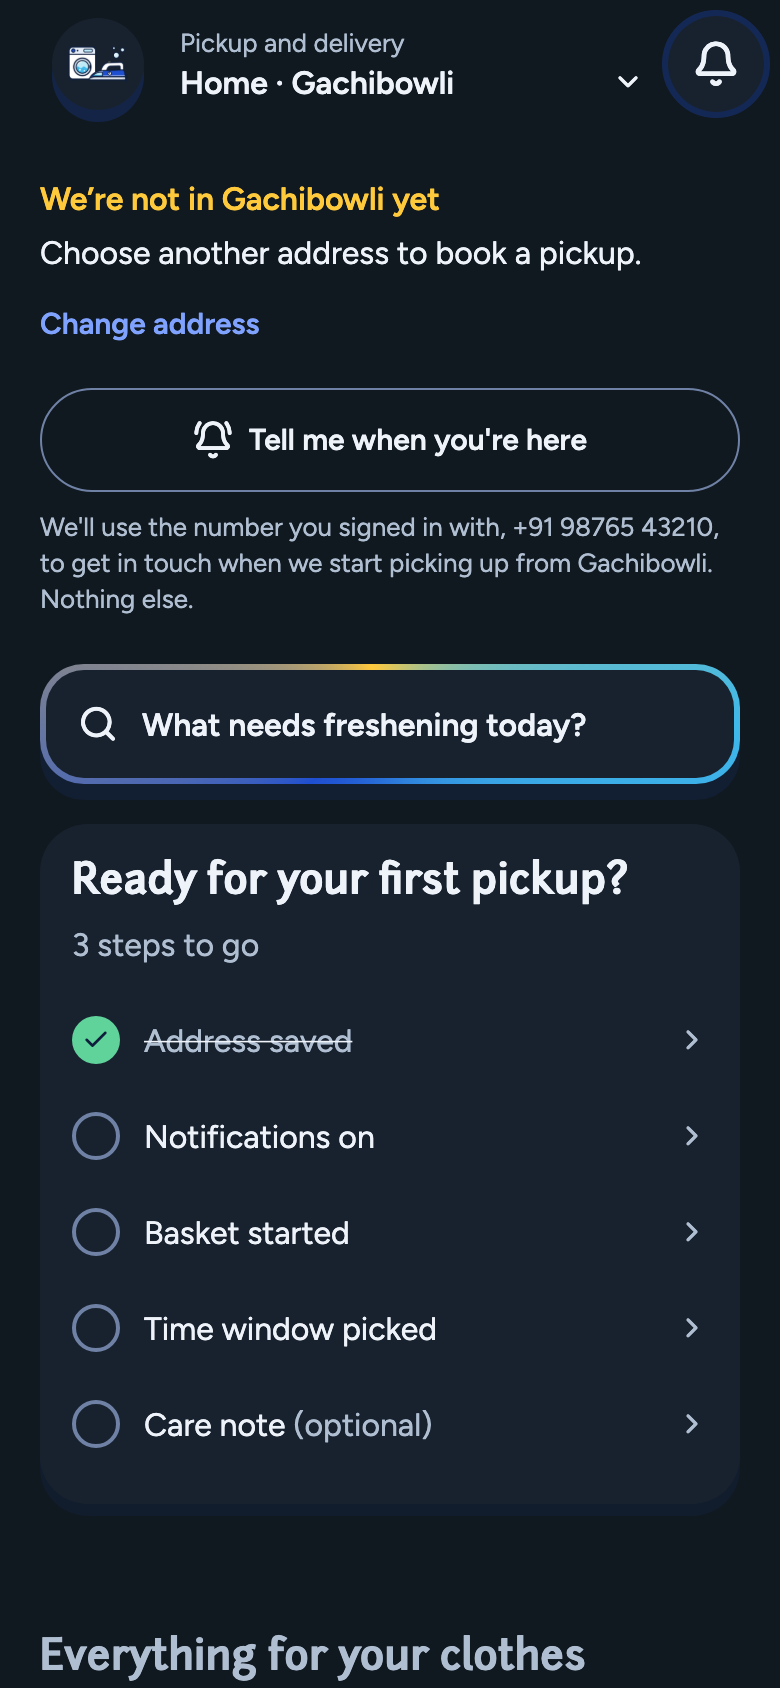 Pickup and delivery
Home · Gachibowli
We’re not in Gachibowli yet
Choose another address to book a pickup.
Change address
Tell me when you're here
We'll use the number you signed in with, +91 98765 43210,
to get in touch when we start picking up from Gachibowli.
Nothing else.
What needs freshening today?
Ready for your first pickup?
3 steps to go
Address saved
Notifications on
Basket started
Time window picked
Care note (optional)
Everything for your clothes